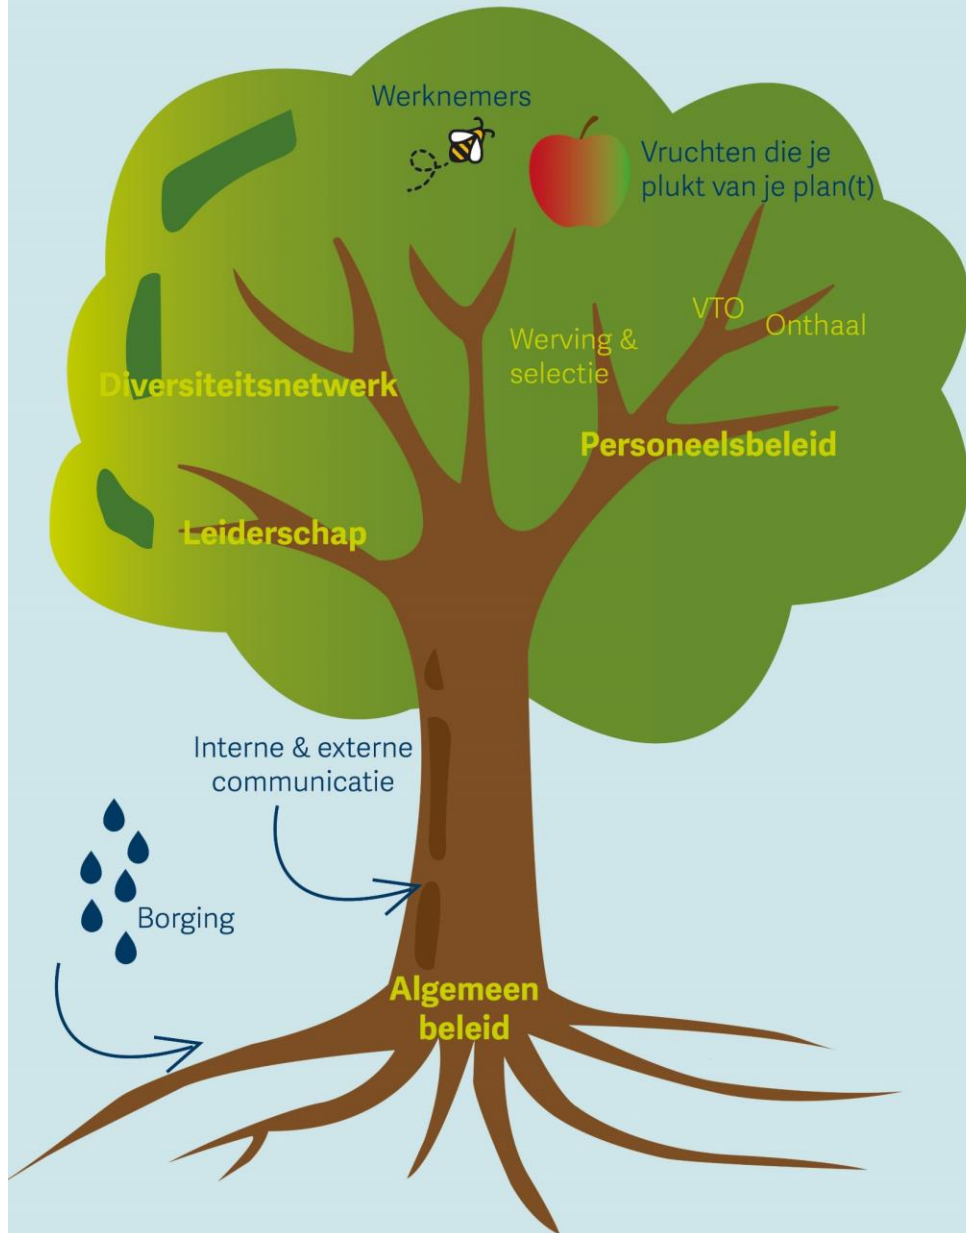 Werknemers
Vruchten die je
plukt van je plan(t)
VTO
Onthaal
Werving &
selectie
Diversiteitsnetwerk
Personeelsbeleid
Leiderschap
Interne & externe
communicatie
Borging
Algemeen
beleid